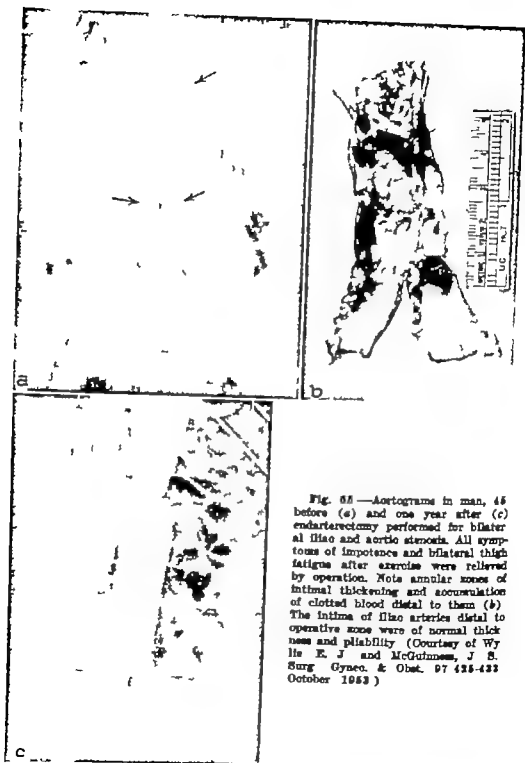 a
b
c
Fig. 68 —Aortograms in man, 46
before (a) and one year after (c)
endarterectomy performed for bilater
al iliac and aortic stenosis. All symp-
toms of impotence and bilateral thigh
fatigue after exercise were relieved
by operation. Note annular zones of
intimal thickening and accumulation
of clotted blood distal to them (b)
The intima of iliac arteries distal to
operative zone were of normal thick
ness and pliability (Courtesy of Wy
lie E. J and McGuinness, J S.
Surg Gynec. & Obst. 97 425-433
October 1953)